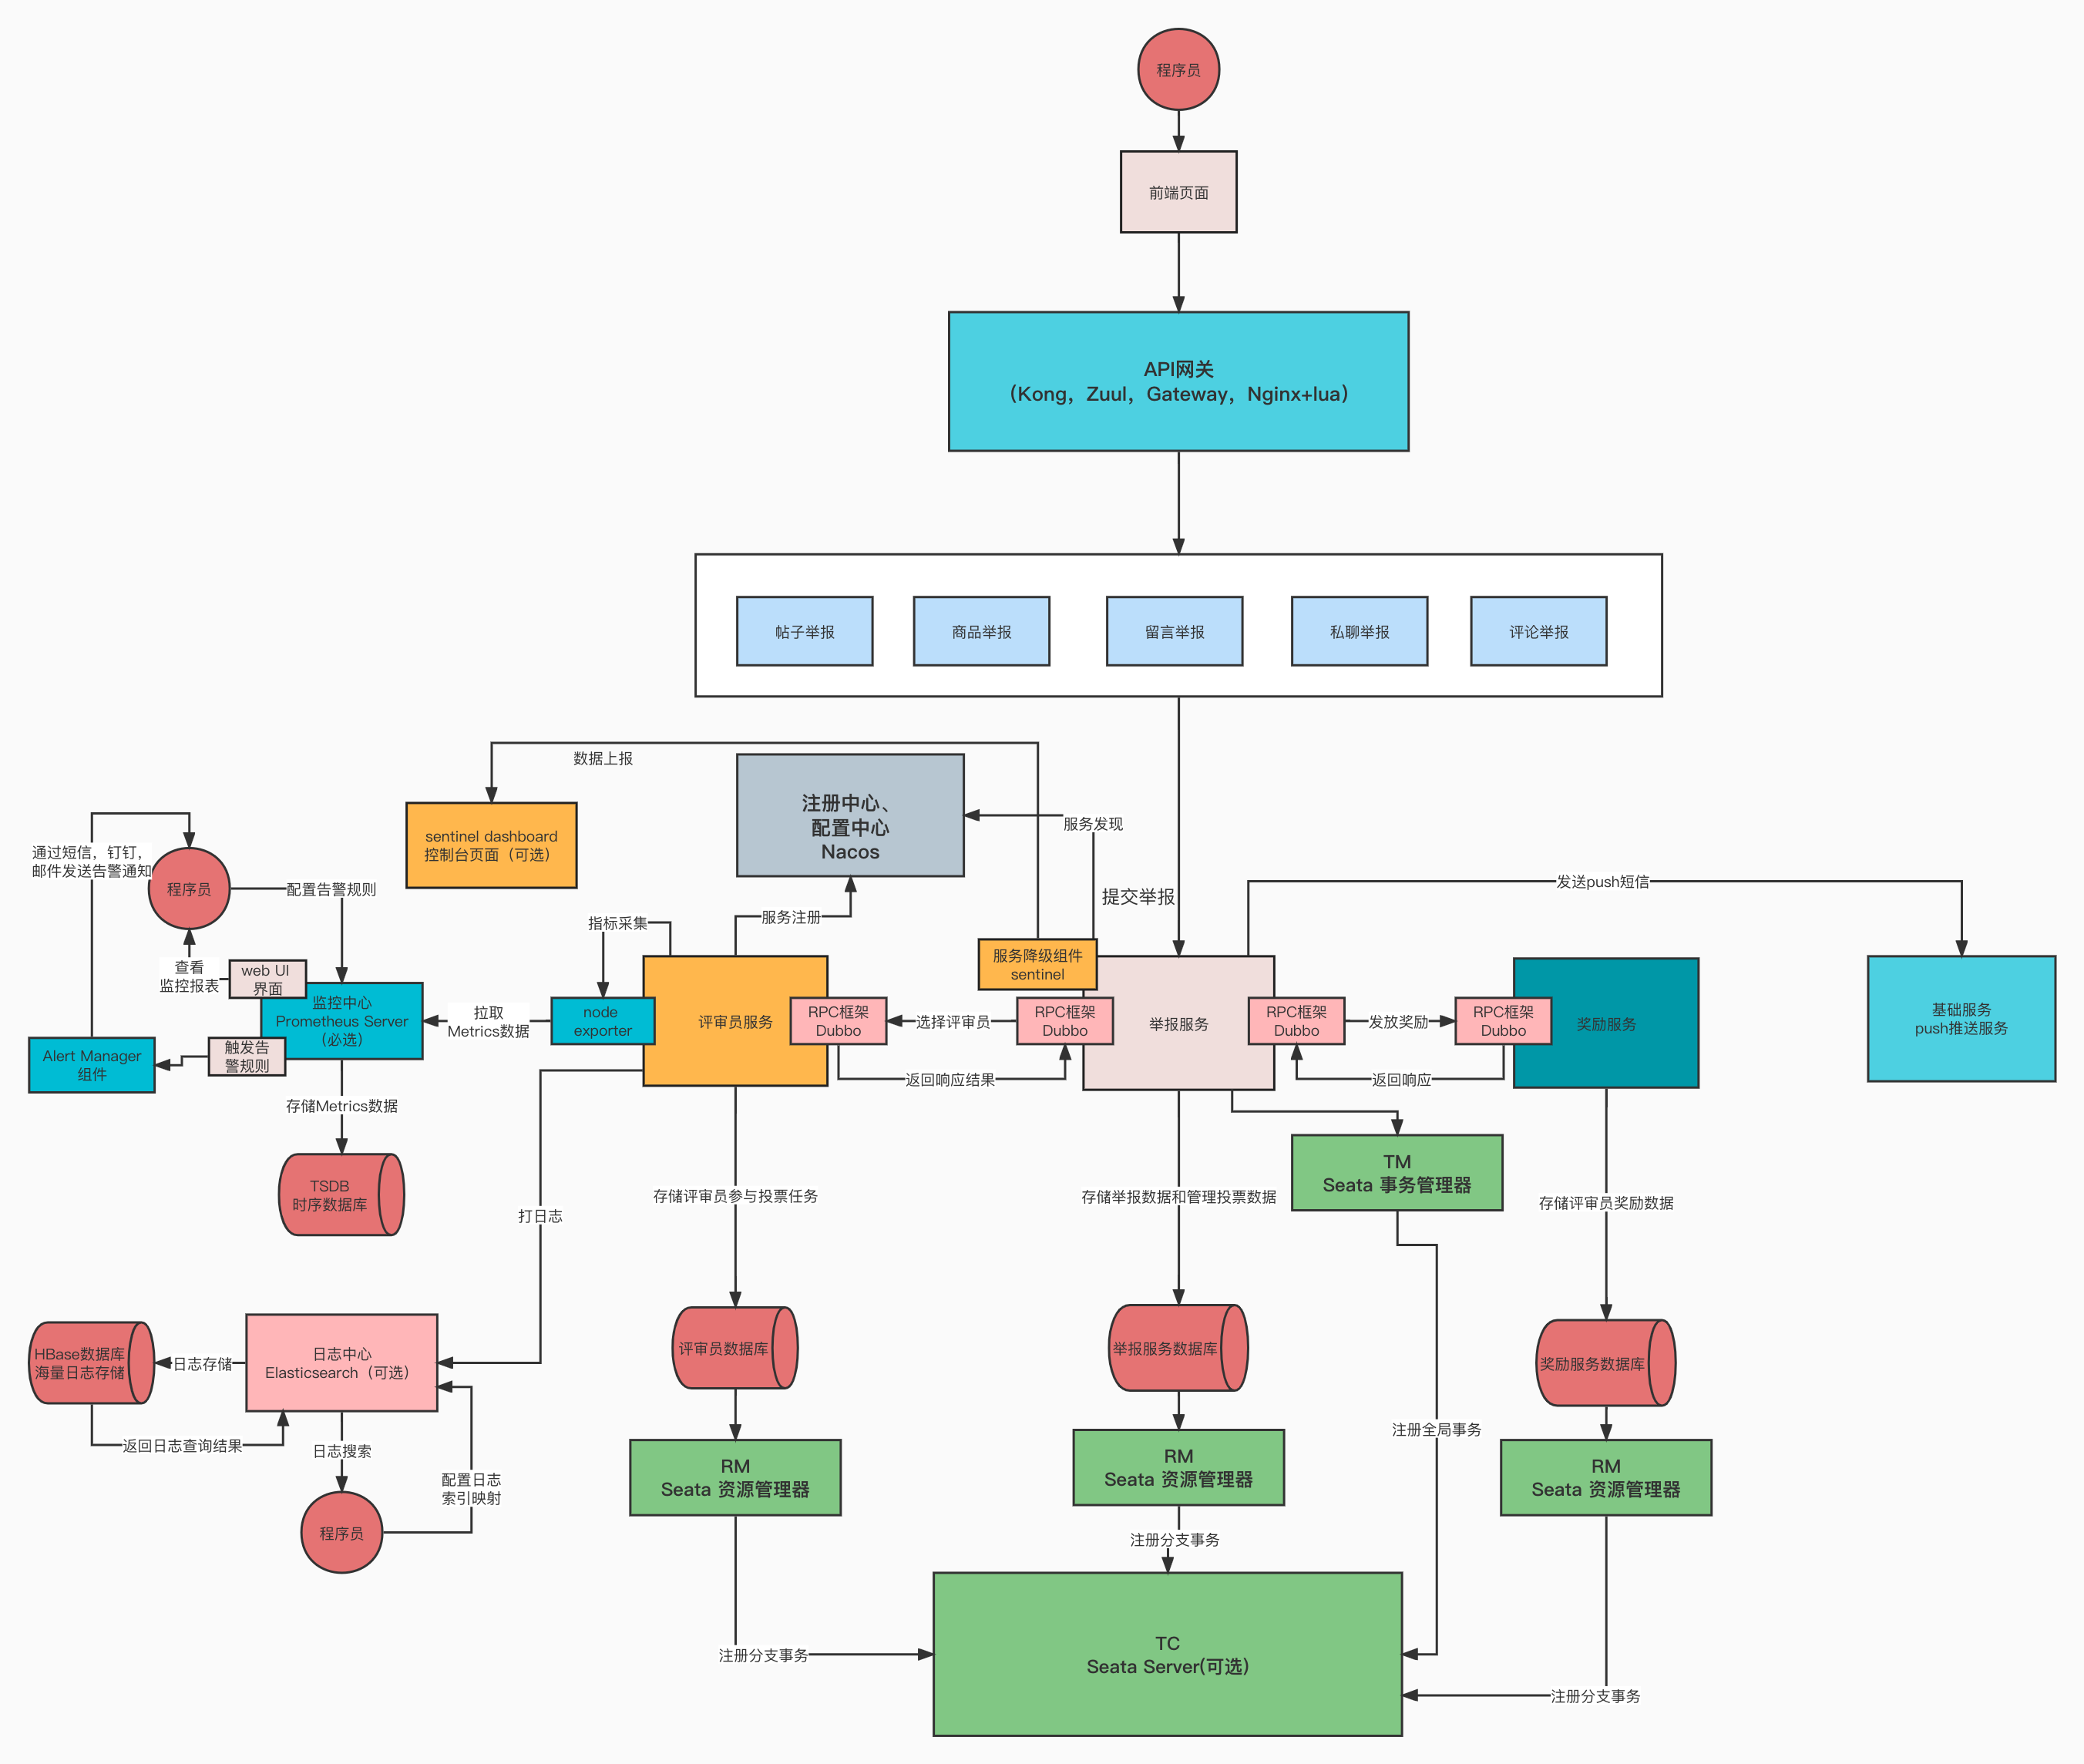 程序员
前端页面
API网关
（Kong，Zuul，Gateway，Nginx+lua）
帖子举报
商品举报
留言举报
私聊举报
评论举报
数据上报
sentinel dashboard
控制台页面（可选）
注册中心、
配置中心
Nacos
服务发现
提交举报
发送push短信
通过短信，钉钉，
邮件发送告警通知
程序员
配置告警规则
指标采集
服务注册
服务降级组件
sentinel
查看
监控报表
web UI
界面
监控中心
Prometheus Server
（必选）
拉取
Metrics数据
node
exporter
评审员服务
RPC框架
Dubbo
选择评审员
RPC框架
Dubbo
举报服务
RPC框架
Dubbo
发放奖励
RPC框架
Dubbo
奖励服务
基础服务
push推送服务
Alert Manager
组件
触发告
警规则
返回响应结果
返回响应
存储Metrics数据
TSDB
时序数据库
打日志
存储评审员参与投票任务
存储举报数据和管理投票数据
TM
Seata 事务管理器
存储评审员奖励数据
HBase数据库
海量日志存储
日志存储
日志中心
Elasticsearch（可选）
评审员数据库
举报服务数据库
奖励服务数据库
返回日志查询结果
日志搜索
配置日志
索引映射
程序员
注册全局事务
RM
Seata 资源管理器
RM
Seata 资源管理器
RM
Seata 资源管理器
注册分支事务
注册分支事务
TC
Seata Server(可选)
注册分支事务